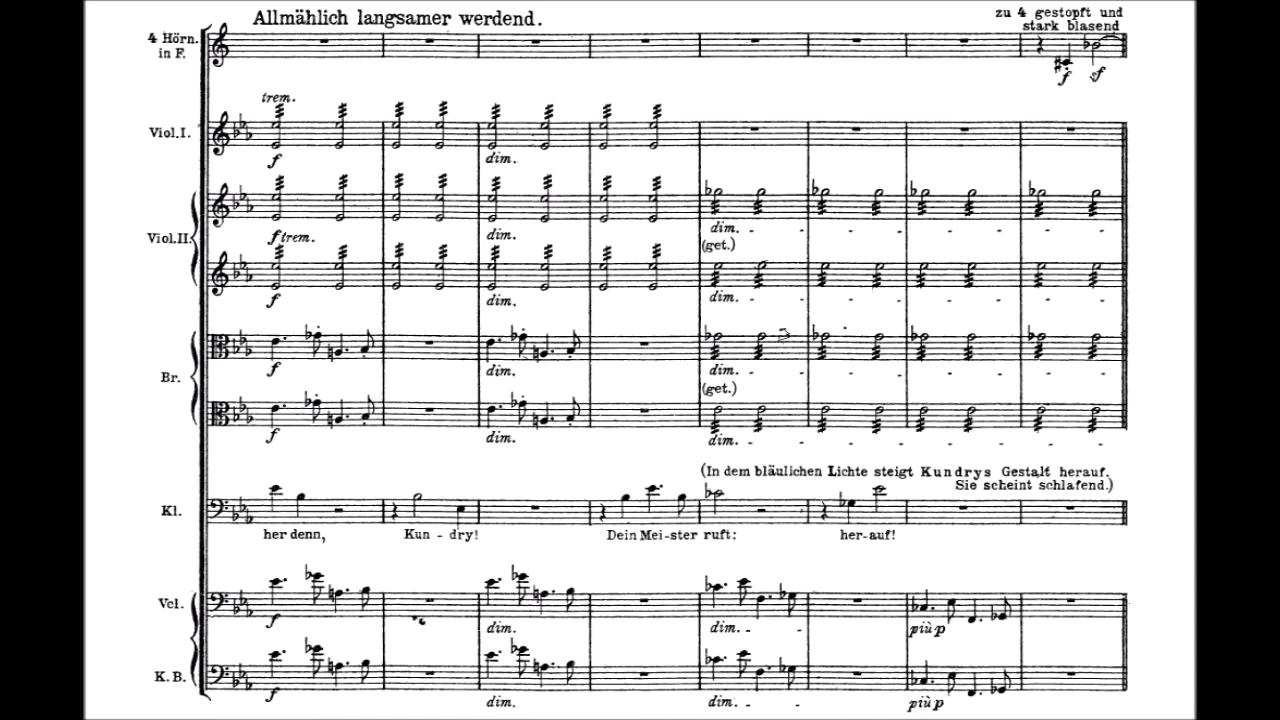 Allmählich langsamer werdend.
zu 4 gestopft und
stark blasend
4 Hörn.
in F.
f sf
trem.
Viol.I.
f dim.
Viol.II.
f trem. dim. dim.
(get.)
f dim. dim.
Br.
f dim. dim.
(get.)
f dim. dim.
(In dem bläulichen Lichte steigt Kundrys Gestalt herauf.
Sie scheint schlafend.)
Kl.
her denn, Kun - dry! Dein Mei-ster ruft: her-auf!
Vcl.
f dim. dim. più p
K. B.
f dim. dim. più p